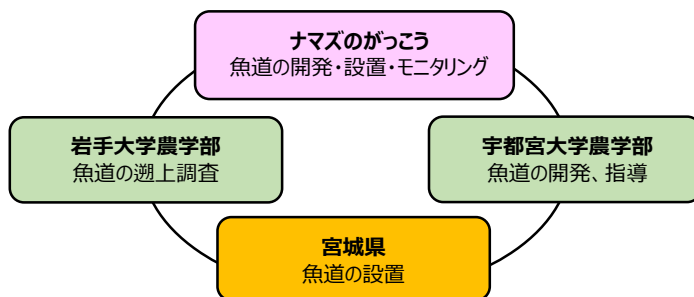 ナマズのがっこう
魚道の開発・設置・モニタリング
岩手大学農学部
魚道の遡上調査
宇都宮大学農学部
魚道の開発、指導
宮城県
魚道の設置